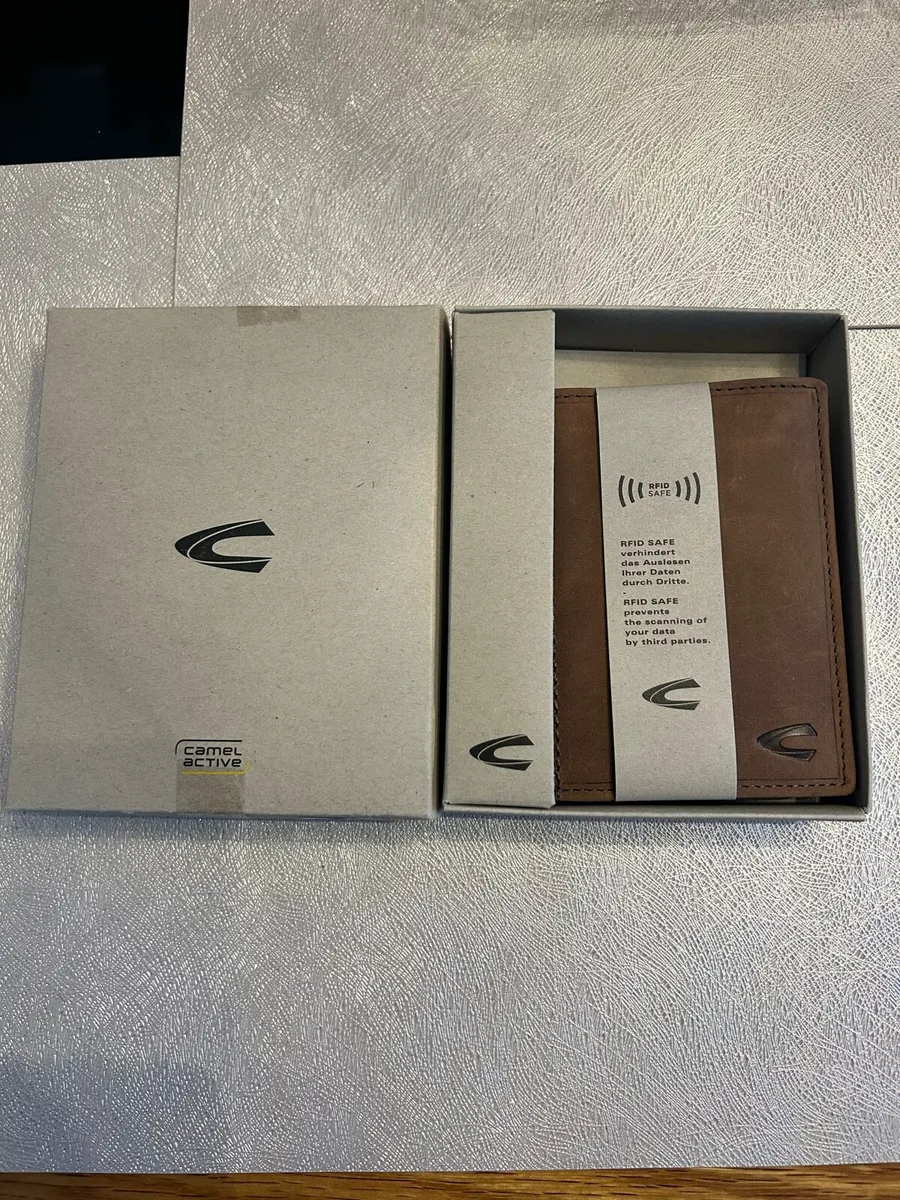 camel
active
RFID
SAFE
RFID SAFE
verhindert
das Auslesen
Ihrer Daten
durch Dritte.
-
RFID SAFE
prevents
the scanning of
your data
by third parties.